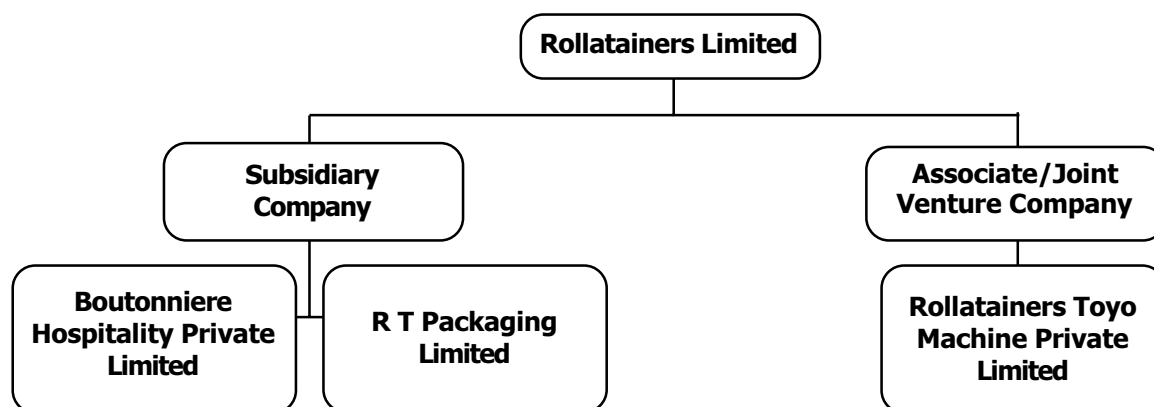 Rollatainers Limited
Subsidiary
Company
Associate/Joint
Venture Company
Boutonniere
Hospitality Private
Limited
R T Packaging
Limited
Rollatainers Toyo
Machine Private
Limited